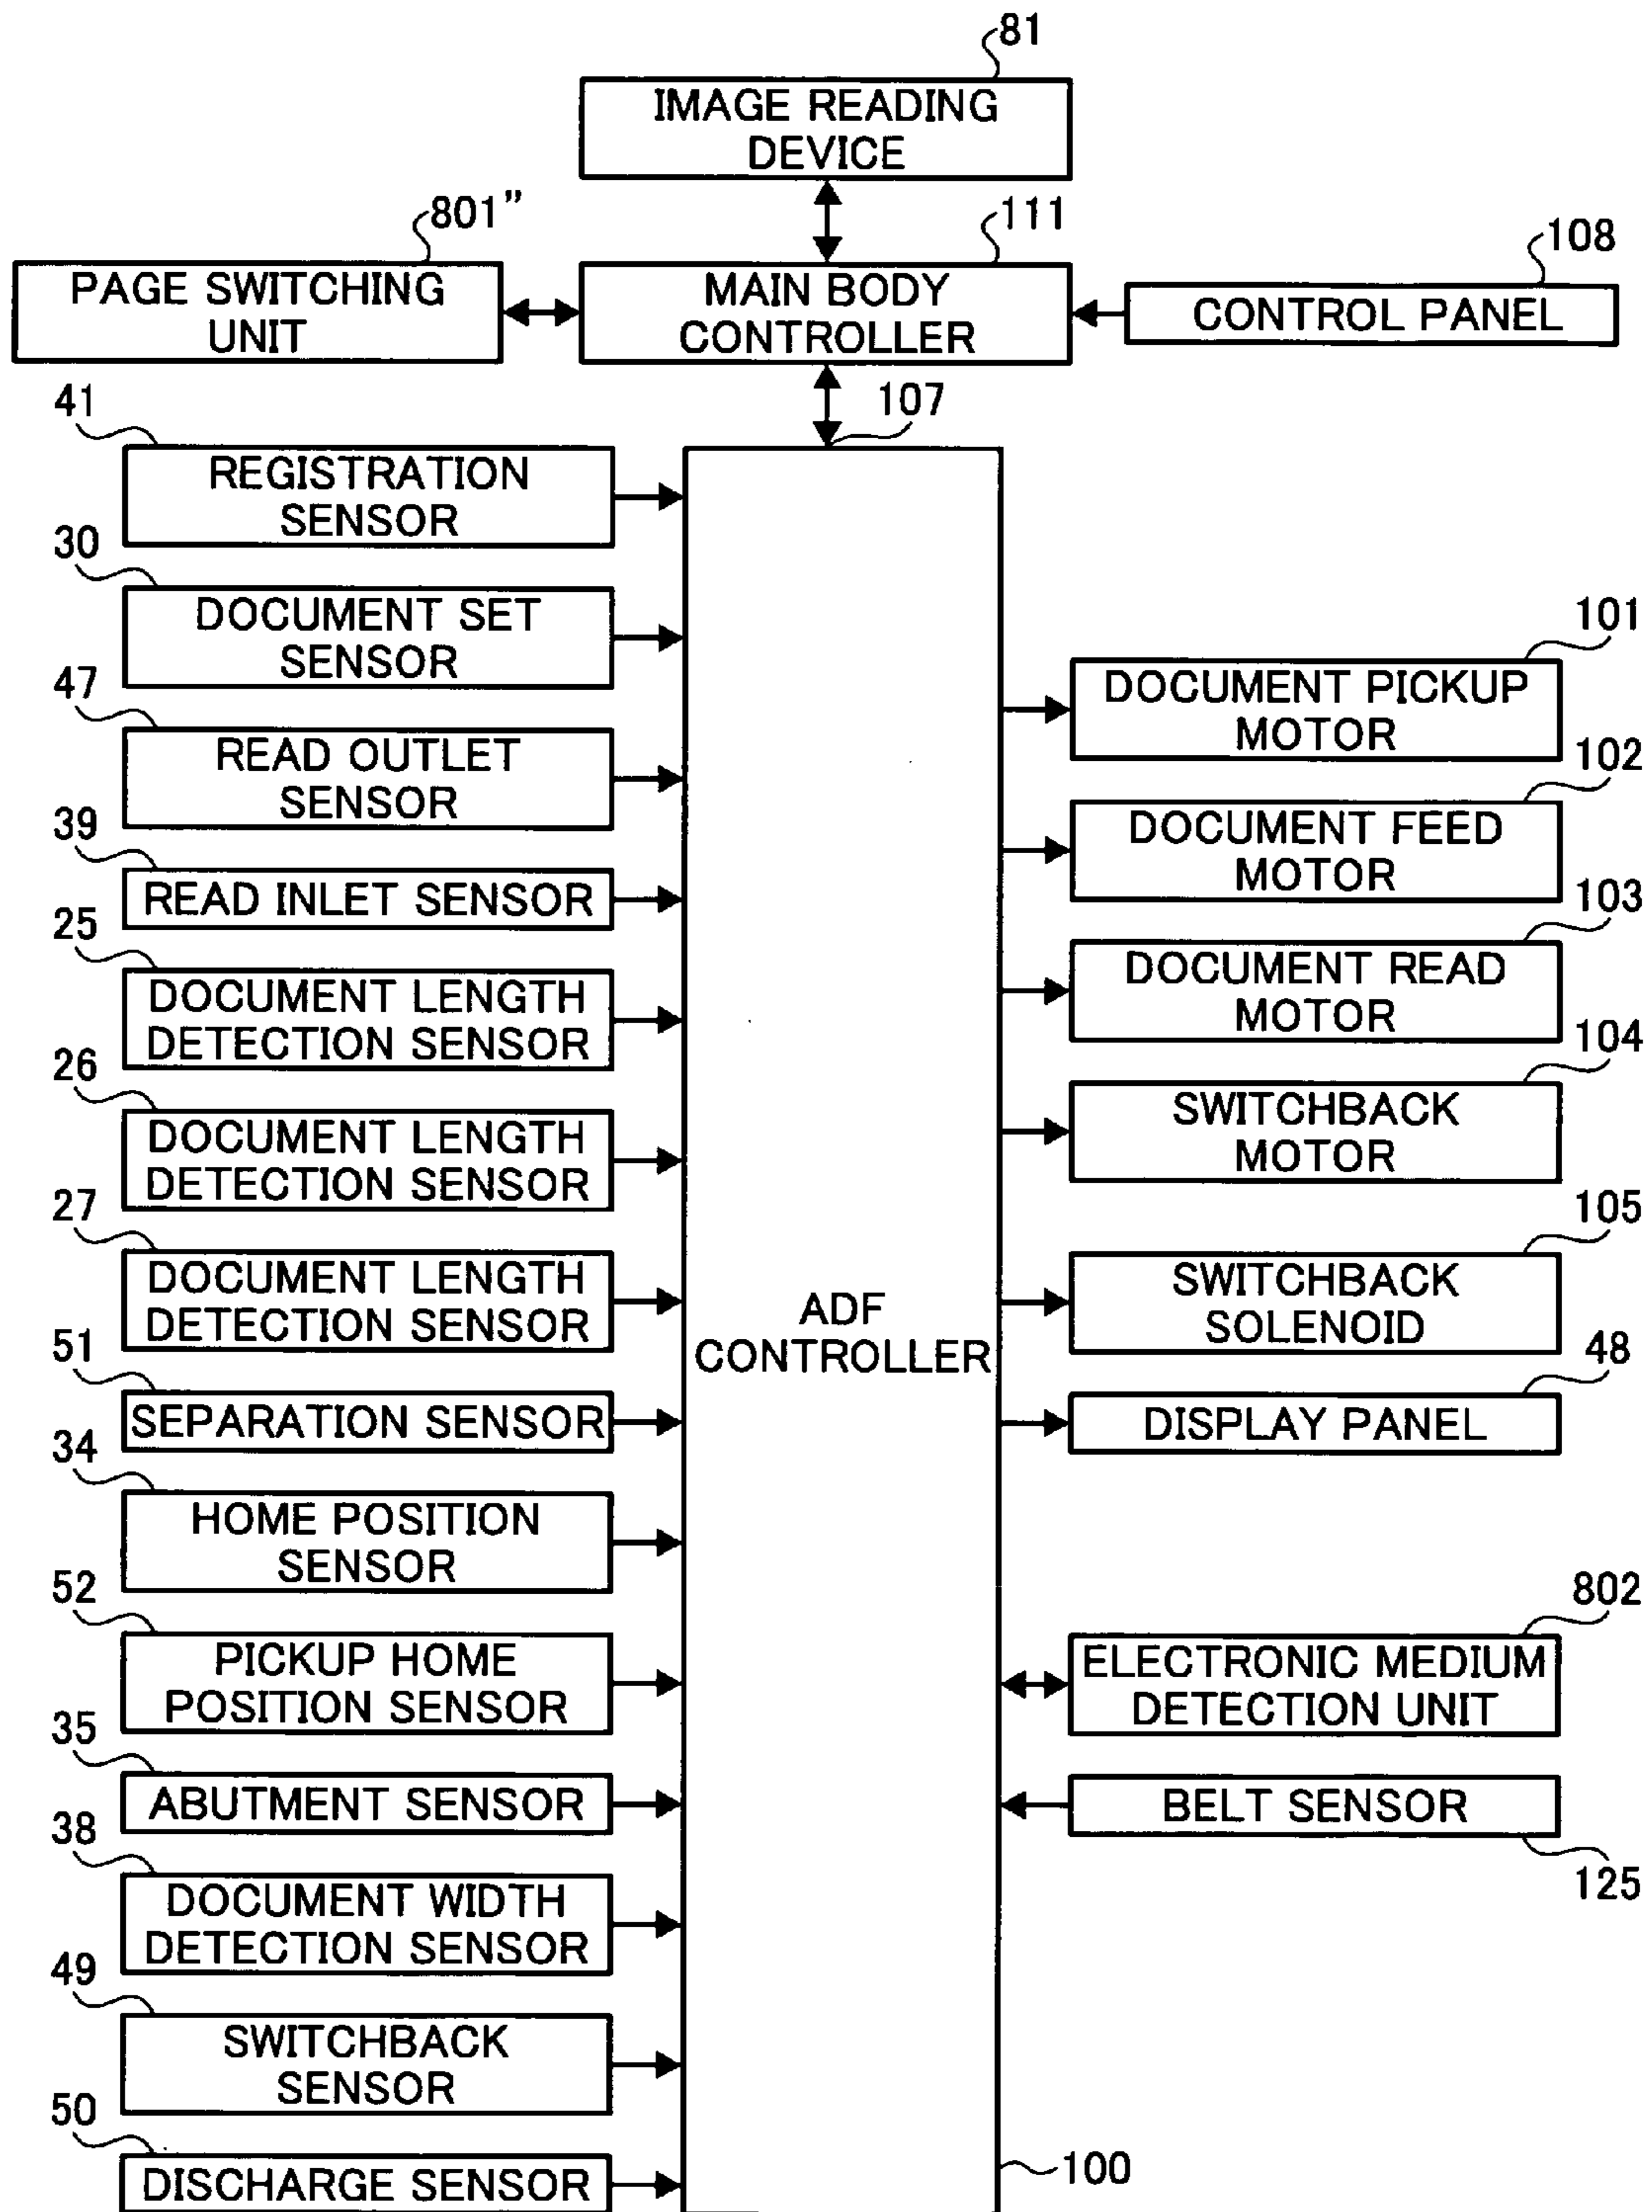 81
IMAGE READING
DEVICE
801”
111
108
PAGE SWITCHING
UNIT
MAIN BODY
CONTROLLER
CONTROL PANEL
107
41
REGISTRATION
SENSOR
30
DOCUMENT SET
SENSOR
47
READ OUTLET
SENSOR
39
READ INLET SENSOR
25
DOCUMENT LENGTH
DETECTION SENSOR
26
DOCUMENT LENGTH
DETECTION SENSOR
27
DOCUMENT LENGTH
DETECTION SENSOR
51
SEPARATION SENSOR
34
HOME POSITION
SENSOR
52
PICKUP HOME
POSITION SENSOR
35
ABUTMENT SENSOR
38
DOCUMENT WIDTH
DETECTION SENSOR
49
SWITCHBACK
SENSOR
50
DISCHARGE SENSOR
ADF
CONTROLLER
100
101
DOCUMENT PICKUP
MOTOR
102
DOCUMENT FEED
MOTOR
103
DOCUMENT READ
MOTOR
104
SWITCHBACK
MOTOR
105
SWITCHBACK
SOLENOID
48
DISPLAY PANEL
802
ELECTRONIC MEDIUM
DETECTION UNIT
BELT SENSOR
125